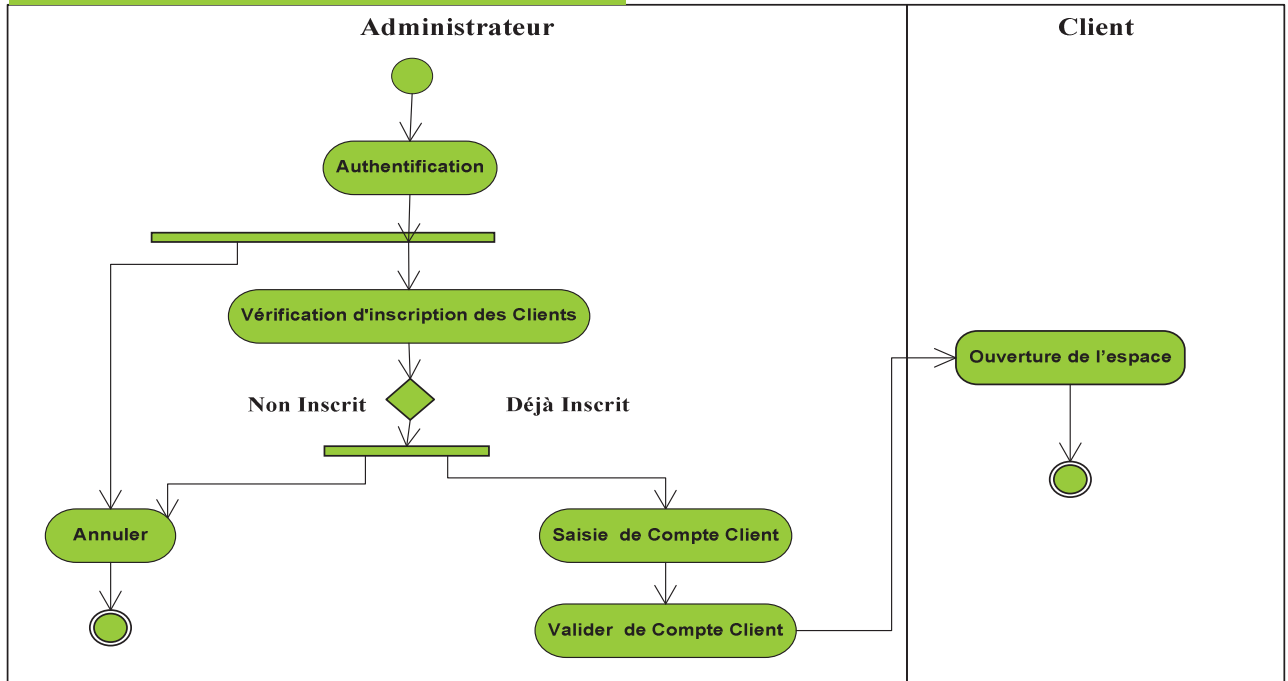 Administrateur
Client
Authentification
Vérification d'inscription des Clients
Ouverture de l’espace
Non Inscrit
Déjà Inscrit
Annuler
Saisie de Compte Client
Valider de Compte Client